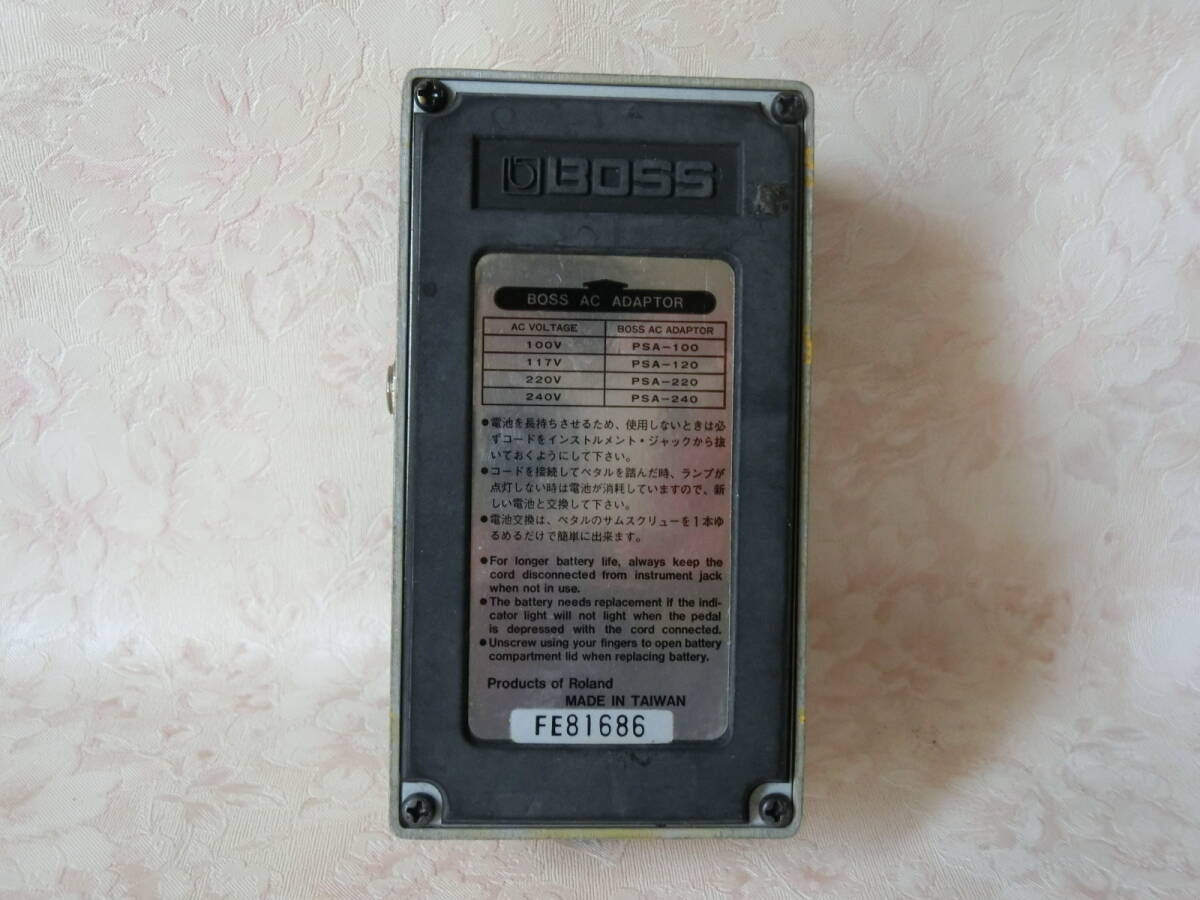 BOSS
BOSS AC ADAPTOR
AC VOLTAGE BOSS AC ADAPTOR
100V PSA-100
117V PSA-120
220V PSA-220
240V PSA-240
●電池を長持ちさせるため、使用しないときは必
ずコードをインストルメント・ジャックから抜
いておくようにして下さい。
●コードを接続してペタルを踏んだ時、ランプが
点灯しない時は電池が消耗していますので、新
しい電池と交換して下さい。
●電池交換は、ペタルのサムスクリューを1本ゆ
るめるだけで簡単に出来ます。
●For longer battery life, always keep the
cord disconnected from instrument jack
when not in use.
●The battery needs replacement if the indi-
cator light will not light when the pedal
is depressed with the cord connected.
●Unscrew using your fingers to open battery
compartment lid when replacing battery.
Products of Roland
MADE IN TAIWAN
FE81686